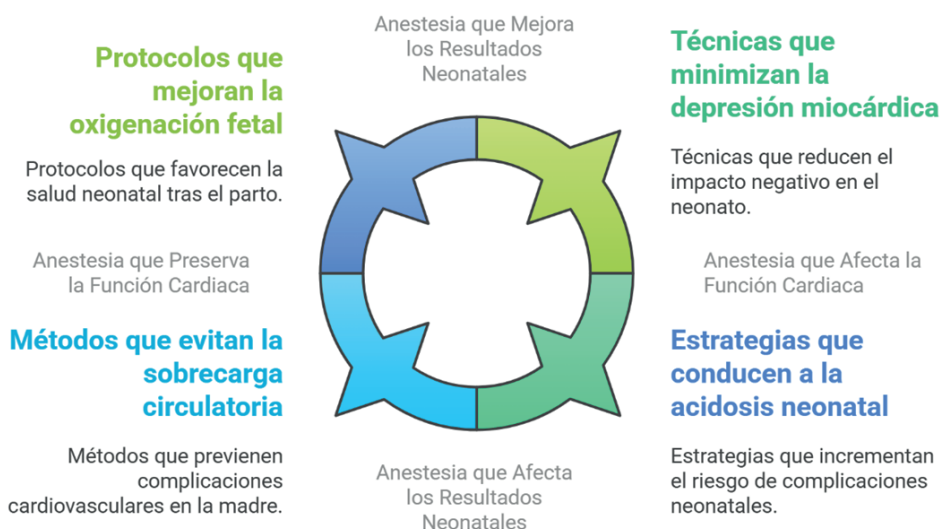 Anestesia que Mejora
los Resultados
Neonatales
Protocolos que
mejoran la
oxigenación fetal
Protocolos que favorecen la
salud neonatal tras el parto.
Técnicas que
minimizan la
depresión miocárdica
Técnicas que reducen el
impacto negativo en el
neonato.
Anestesia que Preserva
la Función Cardiaca
Anestesia que Afecta la
Función Cardiaca
Métodos que evitan la
sobrecarga
circulatoria
Métodos que previenen
complicaciones
cardiovasculares en la madre.
Estrategias que
conducen a la
acidosis neonatal
Estrategias que incrementan
el riesgo de complicaciones
neonatales.
Anestesia que Afecta
los Resultados
Neonatales